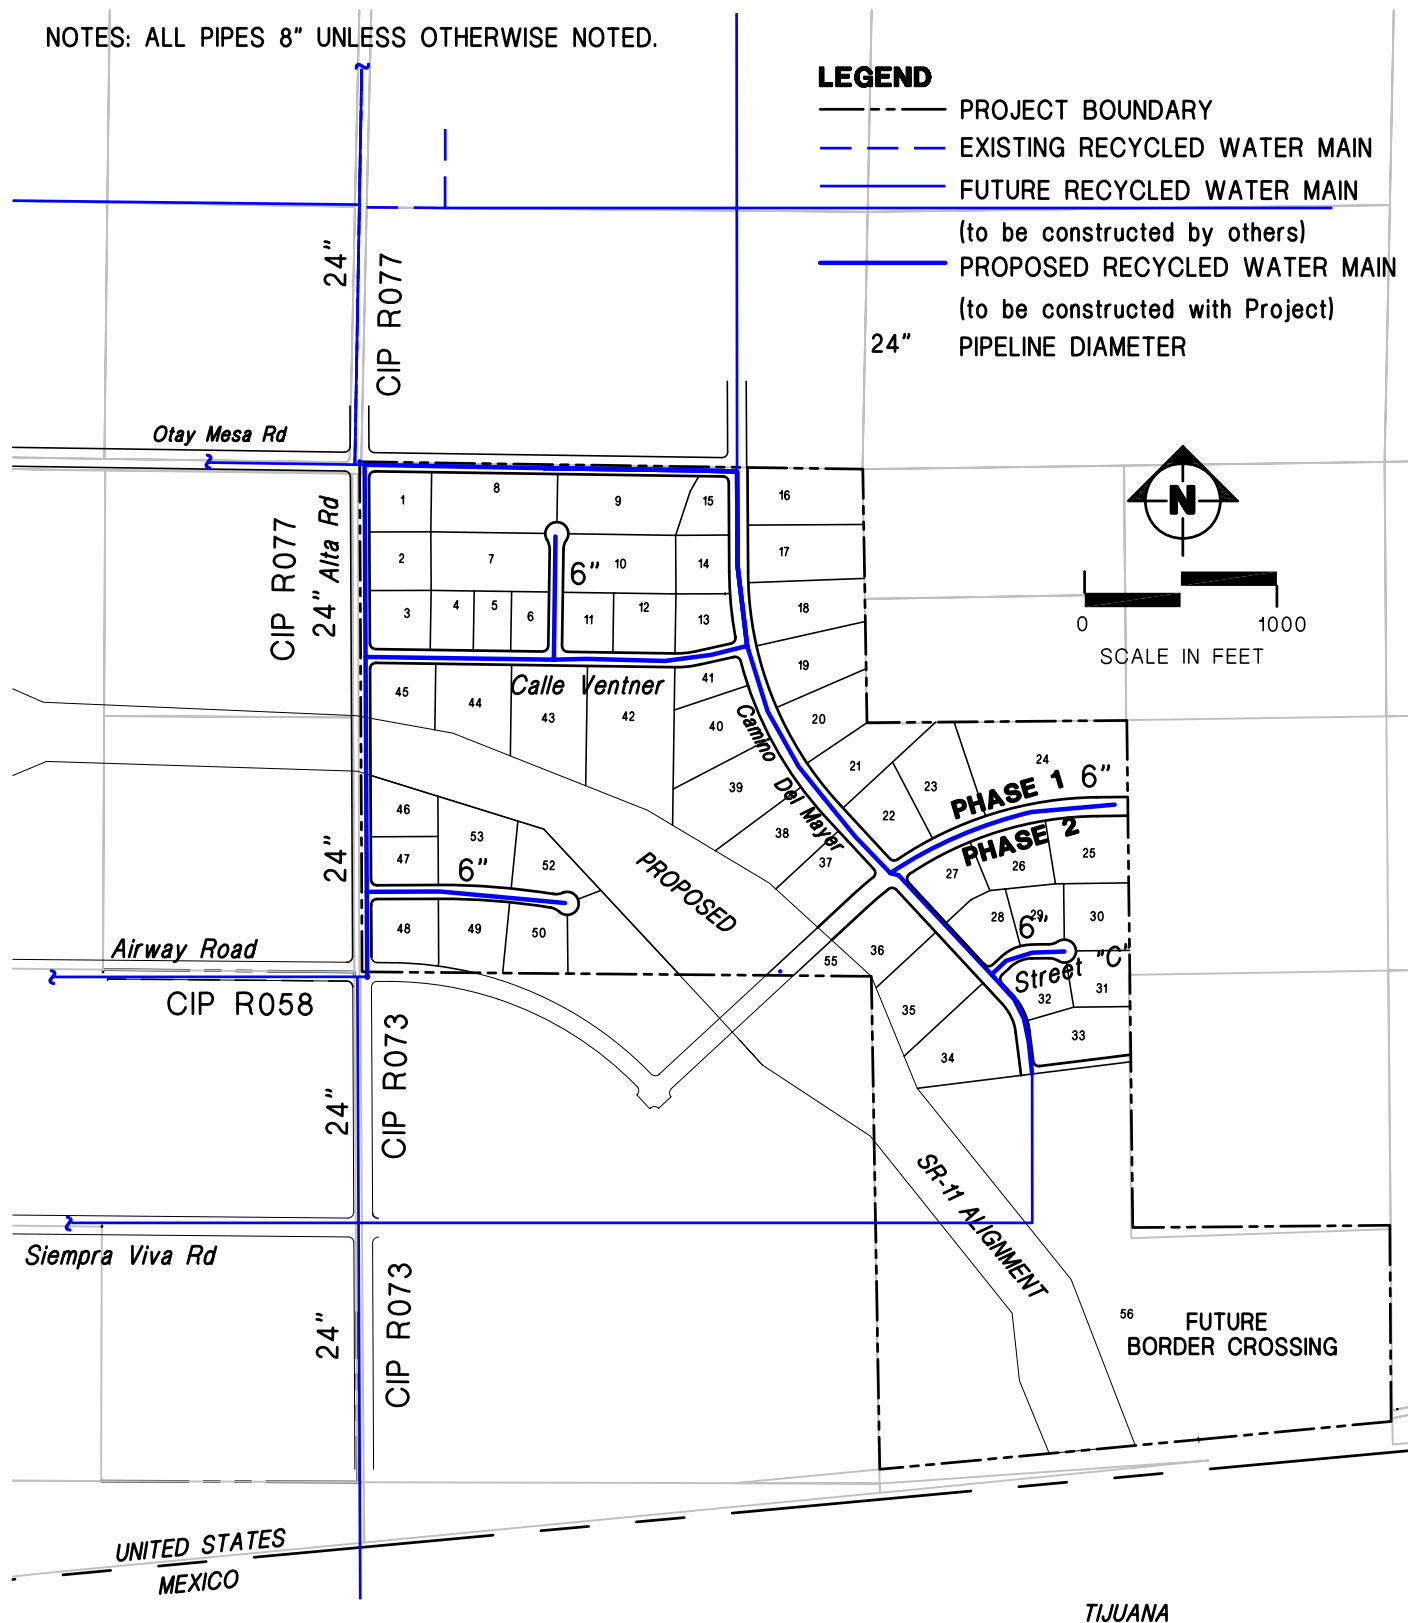 NOTES: ALL PIPES 8" UNLESS OTHERWISE NOTED.
LEGEND
PROJECT BOUNDARY
EXISTING RECYCLED WATER MAIN
FUTURE RECYCLED WATER MAIN
(to be constructed by others)
PROPOSED RECYCLED WATER MAIN
(to be constructed with Project)
24" PIPELINE DIAMETER
24"
CIP R077
Otay Mesa Rd
N
0 1000
SCALE IN FEET
CIP R077
24"
Alta Rd
1
8
9
15
16
2
7
6"
10
14
17
3
4
5
6
11
12
13
18
Calle Ventner
45
44
43
42
41
40
19
20
Camino Del Mayer
39
38
37
21
22
23
24
PHASE 1
6"
PHASE 2
46
47
53
52
6"
24"
48
49
50
PROPOSED
27
26
25
28
29
30
6"
Street "C"
31
32
33
36
55
35
34
Airway Road
CIP R058
24"
CIP R073
SR-11 ALIGNMENT
Siempra Viva Rd
24"
CIP R073
56
FUTURE
BORDER CROSSING
UNITED STATES
MEXICO
TIJUANA